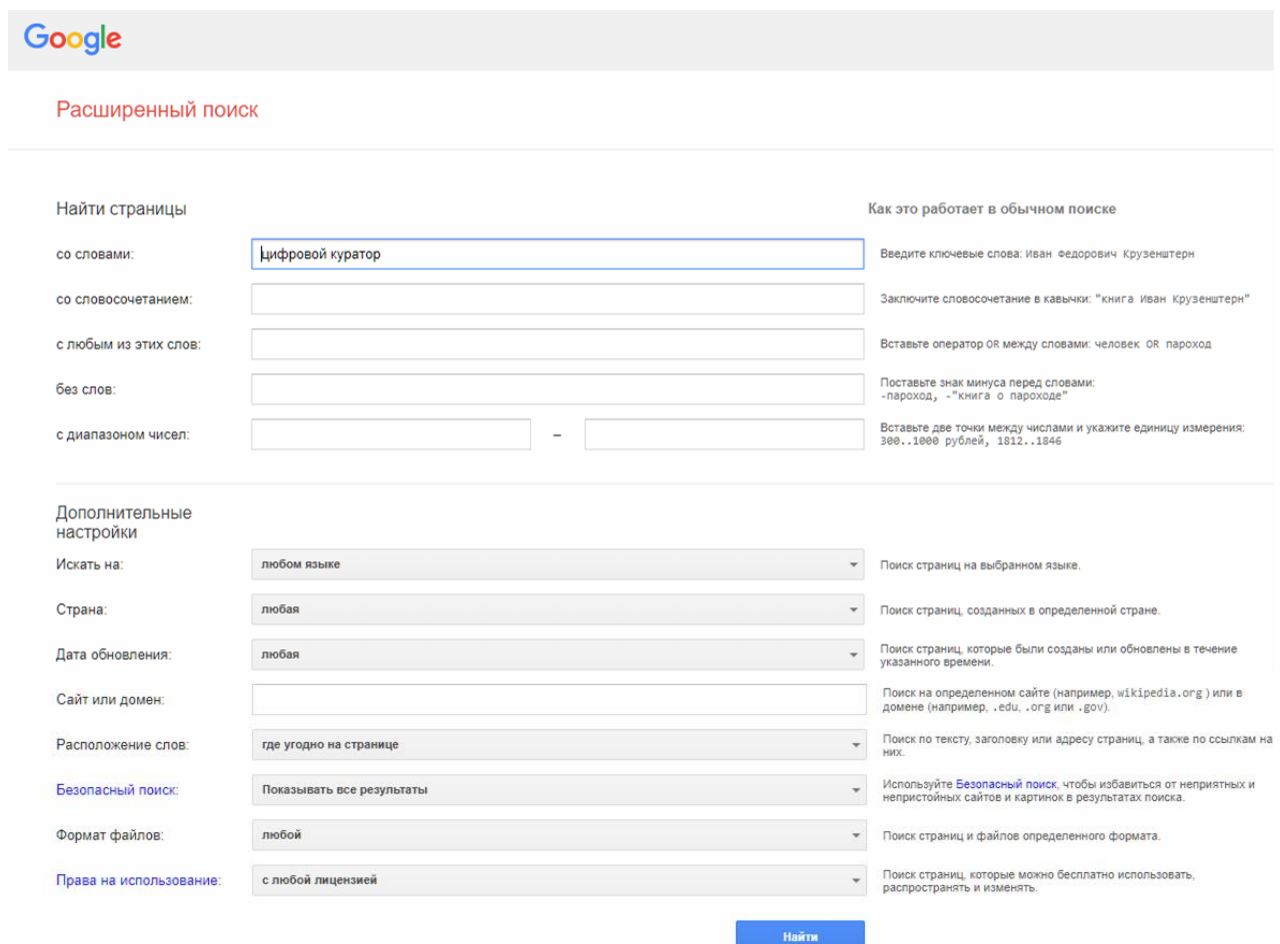 Google
Расширенный поиск
Найти страницы
Как это работает в обычном поиске
со словами:
цифровой куратор
Введите ключевые слова: Иван Федорович Крузенштерн
со словосочетанием:
Заключите словосочетание в кавычки: "книга Иван Крузенштерн"
с любым из этих слов:
Вставьте оператор OR между словами: человек OR пароход
без слов:
Поставьте знак минуса перед словами:
-пароход, -"книга о пароходе"
с диапазоном чисел:
–
Вставьте две точки между числами и укажите единицу измерения:
300..1000 рублей, 1812..1846
Дополнительные
настройки
Искать на:
любом языке
Поиск страниц на выбранном языке.
Страна:
любая
Поиск страниц, созданных в определенной стране.
Дата обновления:
любая
Поиск страниц, которые были созданы или обновлены в течение
указанного времени.
Сайт или домен:
Поиск на определенном сайте (например, wikipedia.org ) или в
домене (например, .edu, .org или .gov).
Расположение слов:
где угодно на странице
Поиск по тексту, заголовку или адресу страниц, а также по ссылкам на
них.
Безопасный поиск:
Показывать все результаты
Используйте Безопасный поиск, чтобы избавиться от неприятных и
непристойных сайтов и картинок в результатах поиска.
Формат файлов:
любой
Поиск страниц и файлов определенного формата.
Права на использование:
с любой лицензией
Поиск страниц, которые можно бесплатно использовать,
распространять и изменять.
Найти